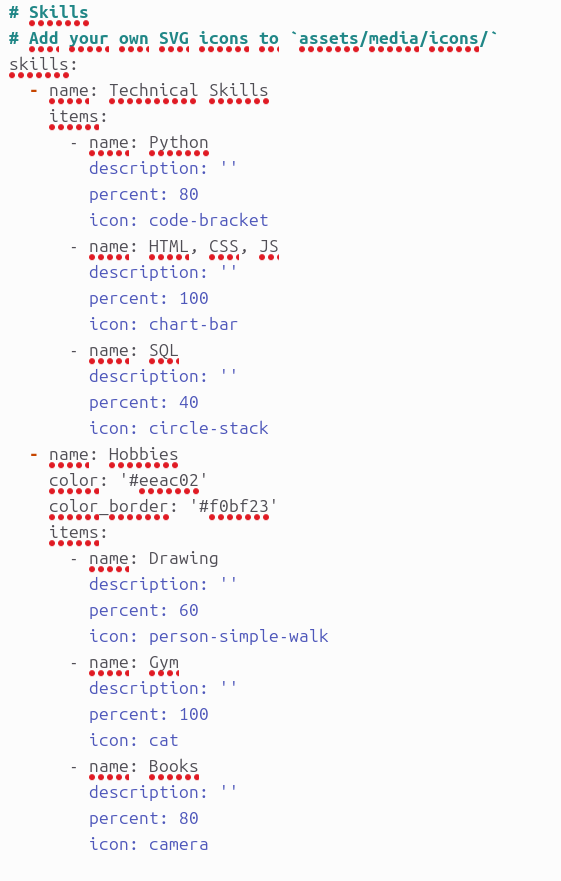 # Skills
# Add your own SVG icons to `assets/media/icons/`
skills:
  - name: Technical Skills
    items:
      - name: Python
        description: ''
        percent: 80
        icon: code-bracket
      - name: HTML, CSS, JS
        description: ''
        percent: 100
        icon: chart-bar
      - name: SQL
        description: ''
        percent: 40
        icon: circle-stack
  - name: Hobbies
    color: '#eeac02'
    color_border: '#f0bf23'
    items:
      - name: Drawing
        description: ''
        percent: 60
        icon: person-simple-walk
      - name: Gym
        description: ''
        percent: 100
        icon: cat
      - name: Books
        description: ''
        percent: 80
        icon: camera